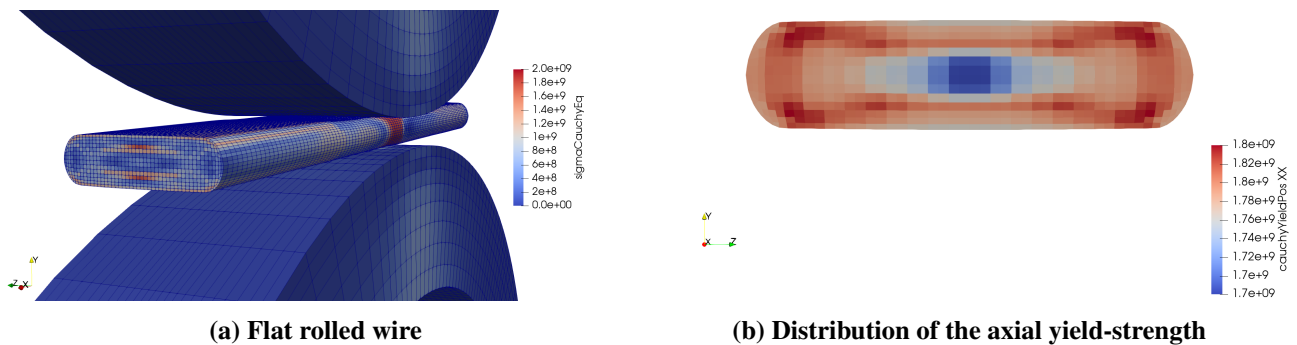 2.0e+09
1.8e+9
1.6e+9
1.4e+9
1.2e+9
1e+9
8e+8
6e+8
4e+8
2e+8
0.0e+00
sigmaCauchyEq
Y
Z
X
(a) Flat rolled wire
1.8e+09
1.82e+9
1.8e+9
1.78e+9
1.76e+9
1.74e+9
1.72e+9
1.7e+9
1.7e+09
cauchyYieldPos XX
Y
X
Z
(b) Distribution of the axial yield-strength